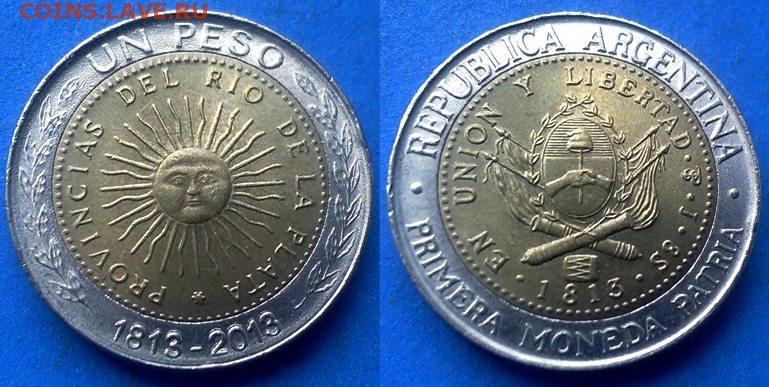 COINS.LAVE.RU
UN PESO
PROVINCIAS DEL RIO DE LA PLATA
1813-2013
· REPUBLICA ARGENTINA ·
EN UNION Y LIBERTAD
J · 8S ·
· 1813 ·
PRIMERA MONEDA PATRIA